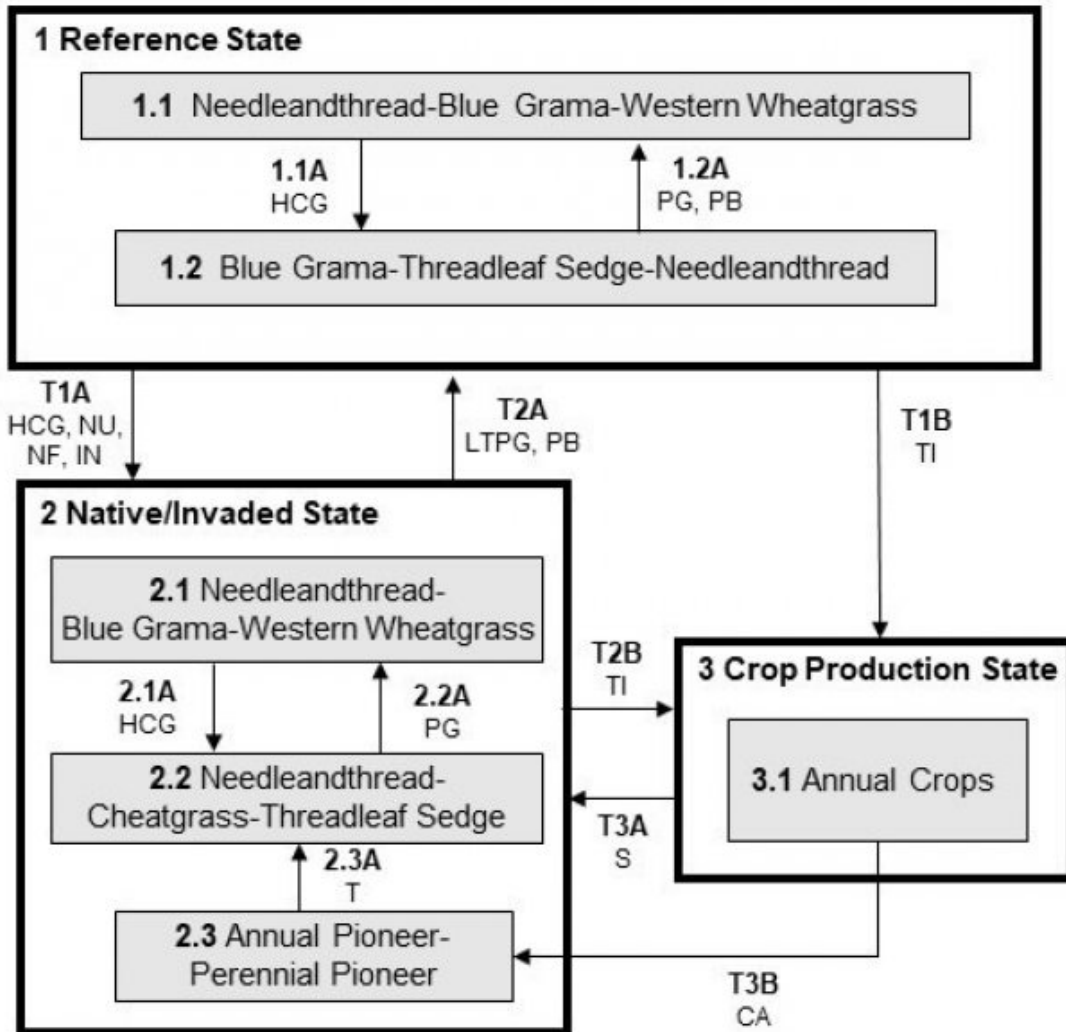 1 Reference State
1.1 Needleandthread-Blue Grama-Western Wheatgrass
1.1A
HCG
1.2A
PG, PB
1.2 Blue Grama-Threadleaf Sedge-Needleandthread
T1A
HCG, NU,
NF, IN
T2A
LTPG, PB
T1B
TI
2 Native/Invaded State
2.1 Needleandthread-
Blue Grama-Western Wheatgrass
2.1A
HCG
2.2A
PG
2.2 Needleandthread-
Cheatgrass-Threadleaf Sedge
2.3A
T
2.3 Annual Pioneer-
Perennial Pioneer
T2B
TI
3 Crop Production State
3.1 Annual Crops
T3A
S
T3B
CA